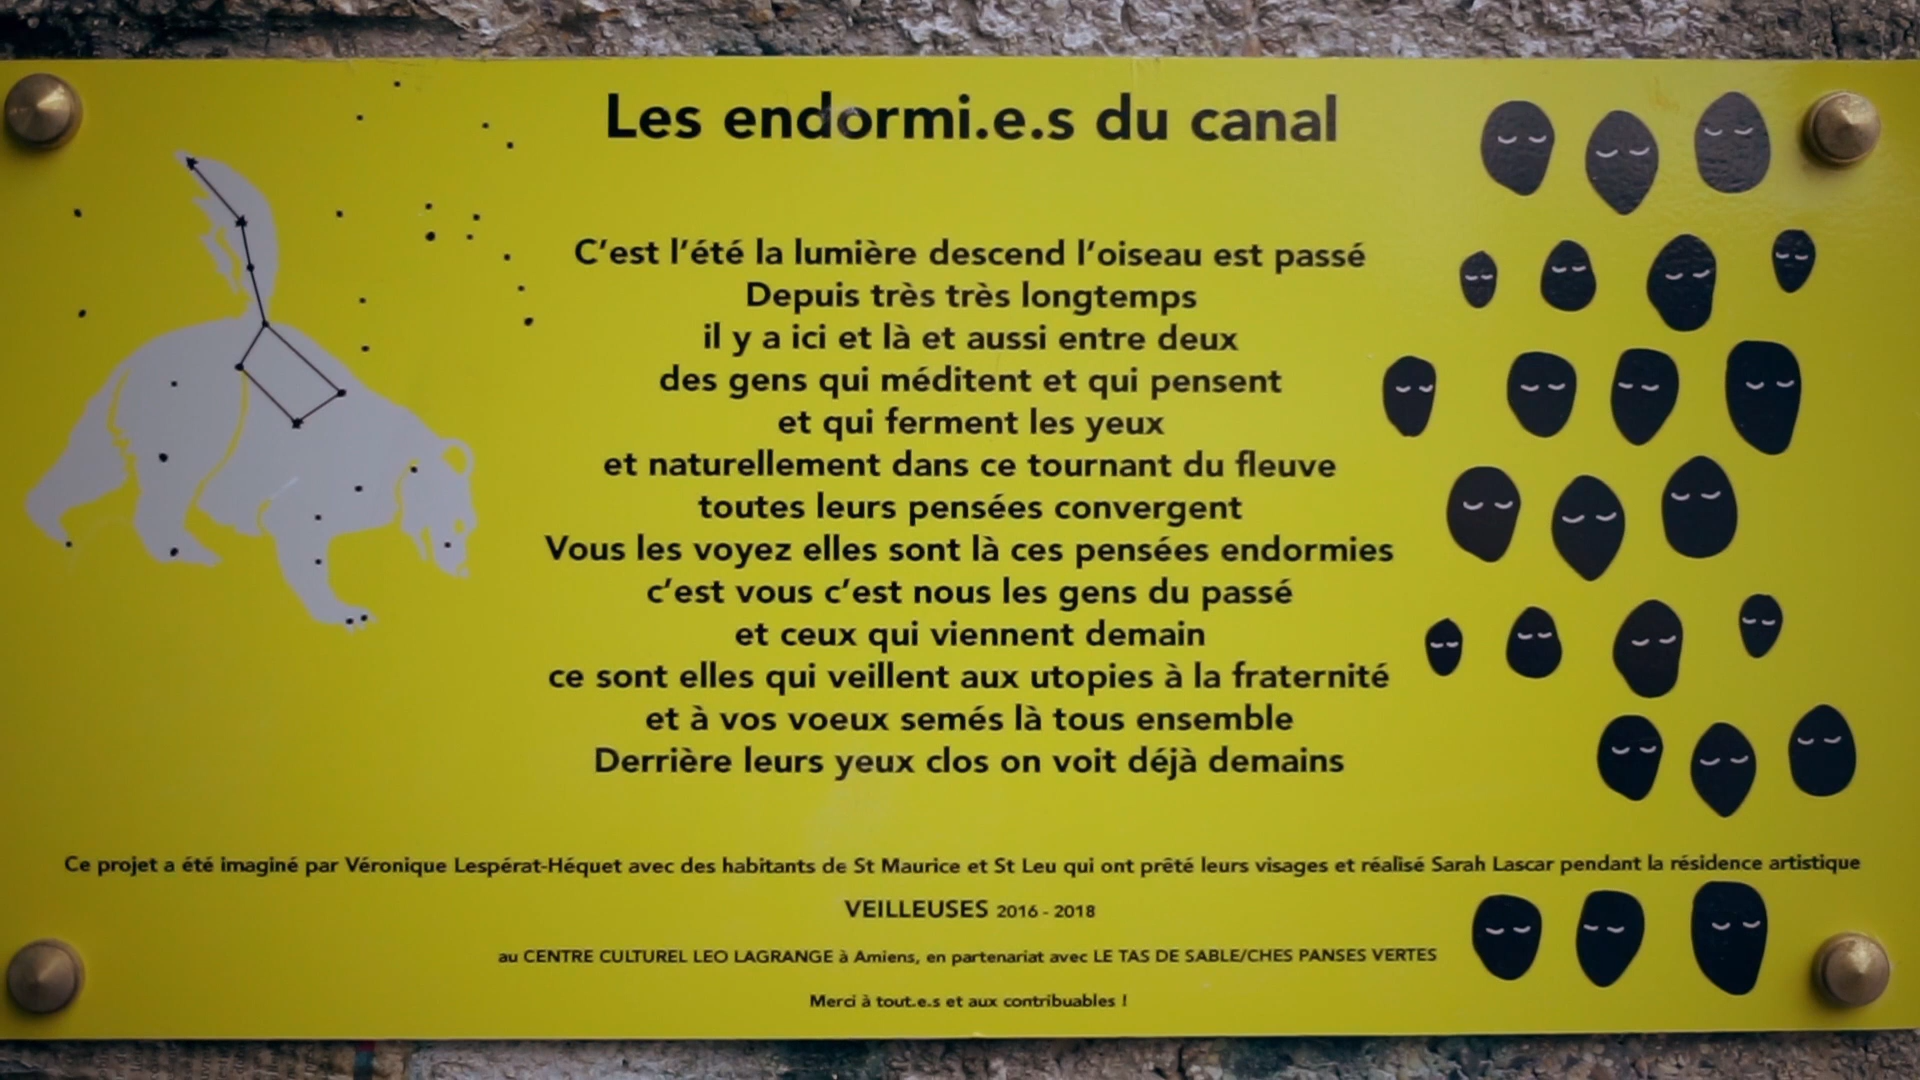 Les endormi.e.s du canal
C’est l’été la lumière descend l’oiseau est passé
Depuis très très longtemps
il y a ici et là et aussi entre deux
des gens qui méditent et qui pensent
et qui ferment les yeux
et naturellement dans ce tournant du fleuve
toutes leurs pensées convergent
Vous les voyez elles sont là ces pensées endormies
c’est vous c’est nous les gens du passé
et ceux qui viennent demain
ce sont elles qui veillent aux utopies à la fraternité
et à vos voeux semés là tous ensemble
Derrière leurs yeux clos on voit déjà demains
Ce projet a été imaginé par Véronique Lespérat-Héquet avec des habitants de St Maurice et St Leu qui ont prêté leurs visages et réalisé Sarah Lascar pendant la résidence artistique
VEILLEUSES 2016 - 2018
au CENTRE CULTUREL LEO LAGRANGE à Amiens, en partenariat avec LE TAS DE SABLE/CHES PANSES VERTES
Merci à tout.e.s et aux contribuables !